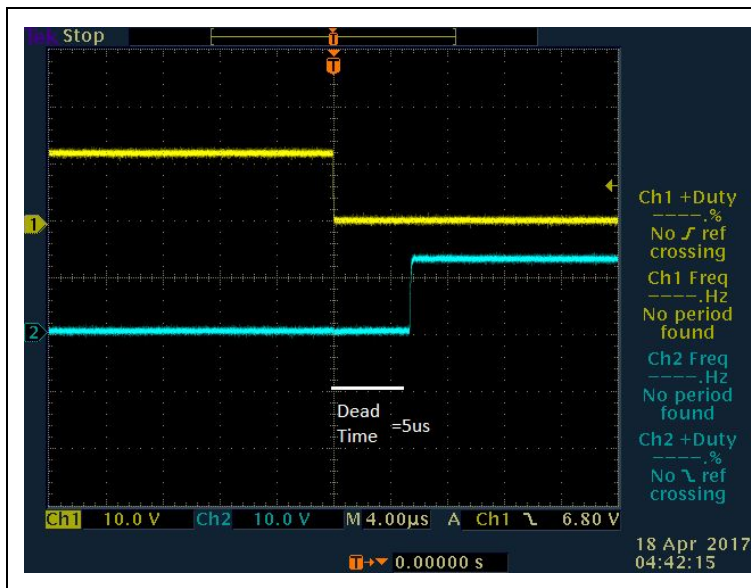 Tek Stop
T
T
1
2
Ch1 +Duty
----.%
No ƒ ref
crossing
Ch1 Freq
----.Hz
No period
found
Ch2 Freq
----.Hz
No period
found
Ch2 +Duty
----.%
No ꭍ ref
crossing
Dead
Time =5us
Ch1 10.0 V Ch2 10.0 V M 4.00µs A Ch1 6.80 V
T 0.00000 s
18 Apr 2017
04:42:15